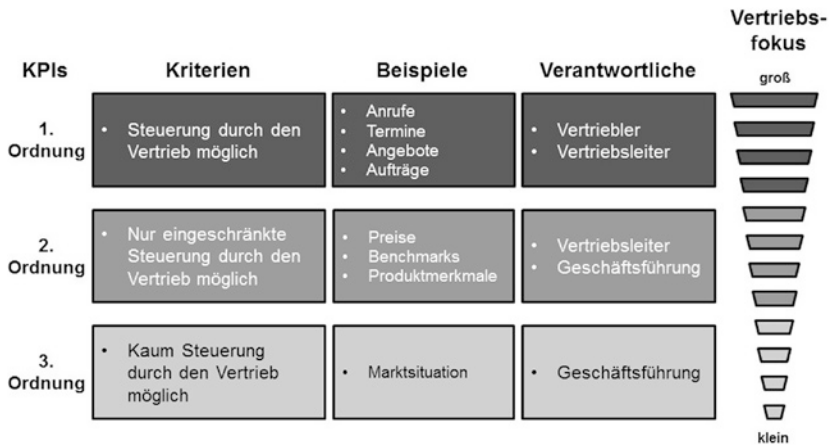 Vertriebs-
fokus
KPIs
Kriterien
Beispiele
Verantwortliche
groß
1.
Ordnung
• Steuerung durch den
Vertrieb möglich
• Anrufe
• Termine
• Angebote
• Aufträge
• Vertriebler
• Vertriebsleiter
2.
Ordnung
• Nur eingeschränkte
Steuerung durch den
Vertrieb möglich
• Preise
• Benchmarks
• Produktmerkmale
• Vertriebsleiter
• Geschäftsführung
3.
Ordnung
• Kaum Steuerung
durch den Vertrieb
möglich
• Marktsituation
• Geschäftsführung
klein